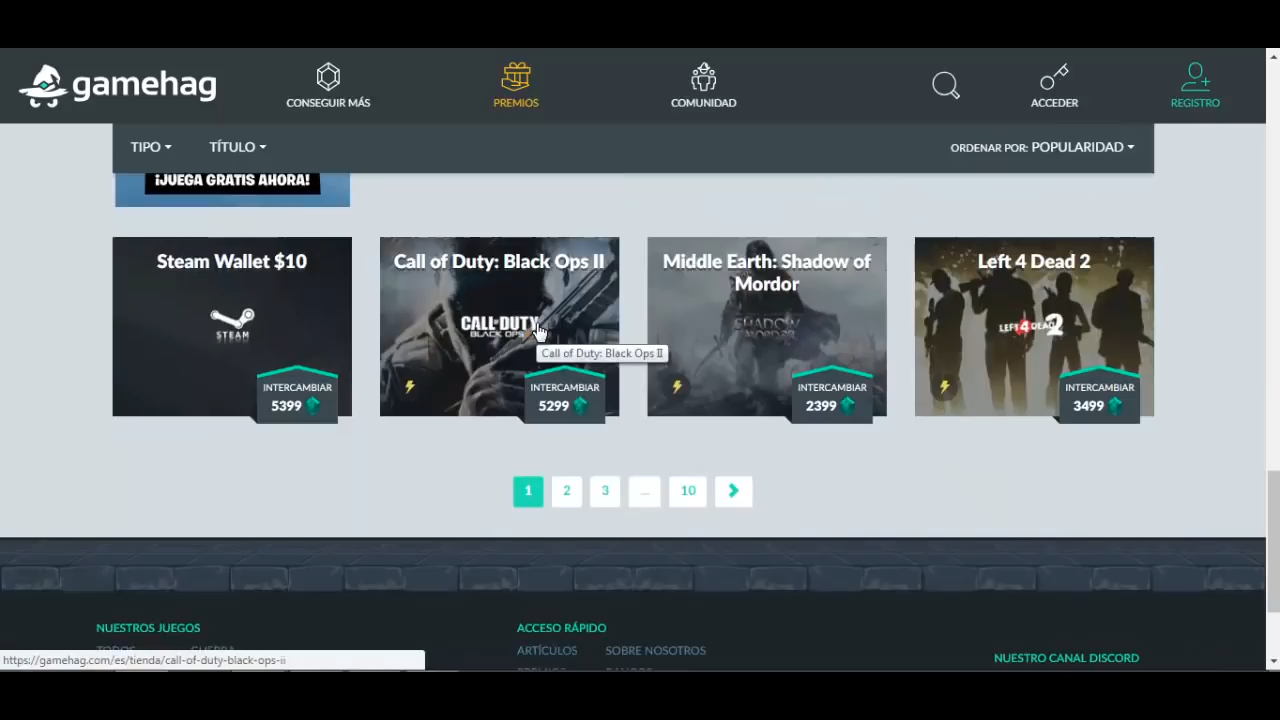 gamehag
CONSEGUIR MÁS
PREMIOS
COMUNIDAD
ACCEDER
REGISTRO
TIPO
TÍTULO
ORDENAR POR: POPULARIDAD
¡JUEGA GRATIS AHORA!
Steam Wallet $10
STEAM
INTERCAMBIAR
5399
Call of Duty: Black Ops II
CALL OF DUTY
BLACK OPS
Call of Duty: Black Ops II
INTERCAMBIAR
5299
Middle Earth: Shadow of
Mordor
SHADOW
INTERCAMBIAR
2399
Left 4 Dead 2
LEFT 4 DEAD 2
INTERCAMBIAR
3499
1
2
3
...
10
NUESTROS JUEGOS
ACCESO RÁPIDO
TODOS
GUERRA
ARTÍCULOS
SOBRE NOSOTROS
NUESTRO CANAL DISCORD
https://gamehag.com/es/tienda/call-of-duty-black-ops-ii